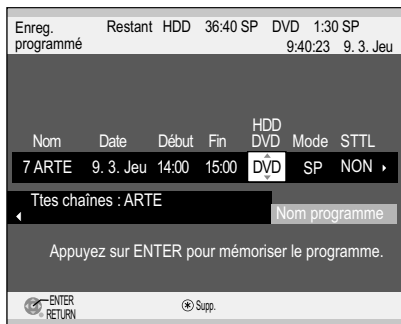 Enreg. programmé Restant HDD 36:40 SP DVD 1:30 SP
9:40:23 9. 3. Jeu
HDD
Nom Date Début Fin DVD Mode STTL
7 ARTE 9. 3. Jeu 14:00 15:00 DVD SP NON
Ttes chaînes : ARTE
Nom programme
Appuyez sur ENTER pour mémoriser le programme.
ENTER
RETURN
Supp.